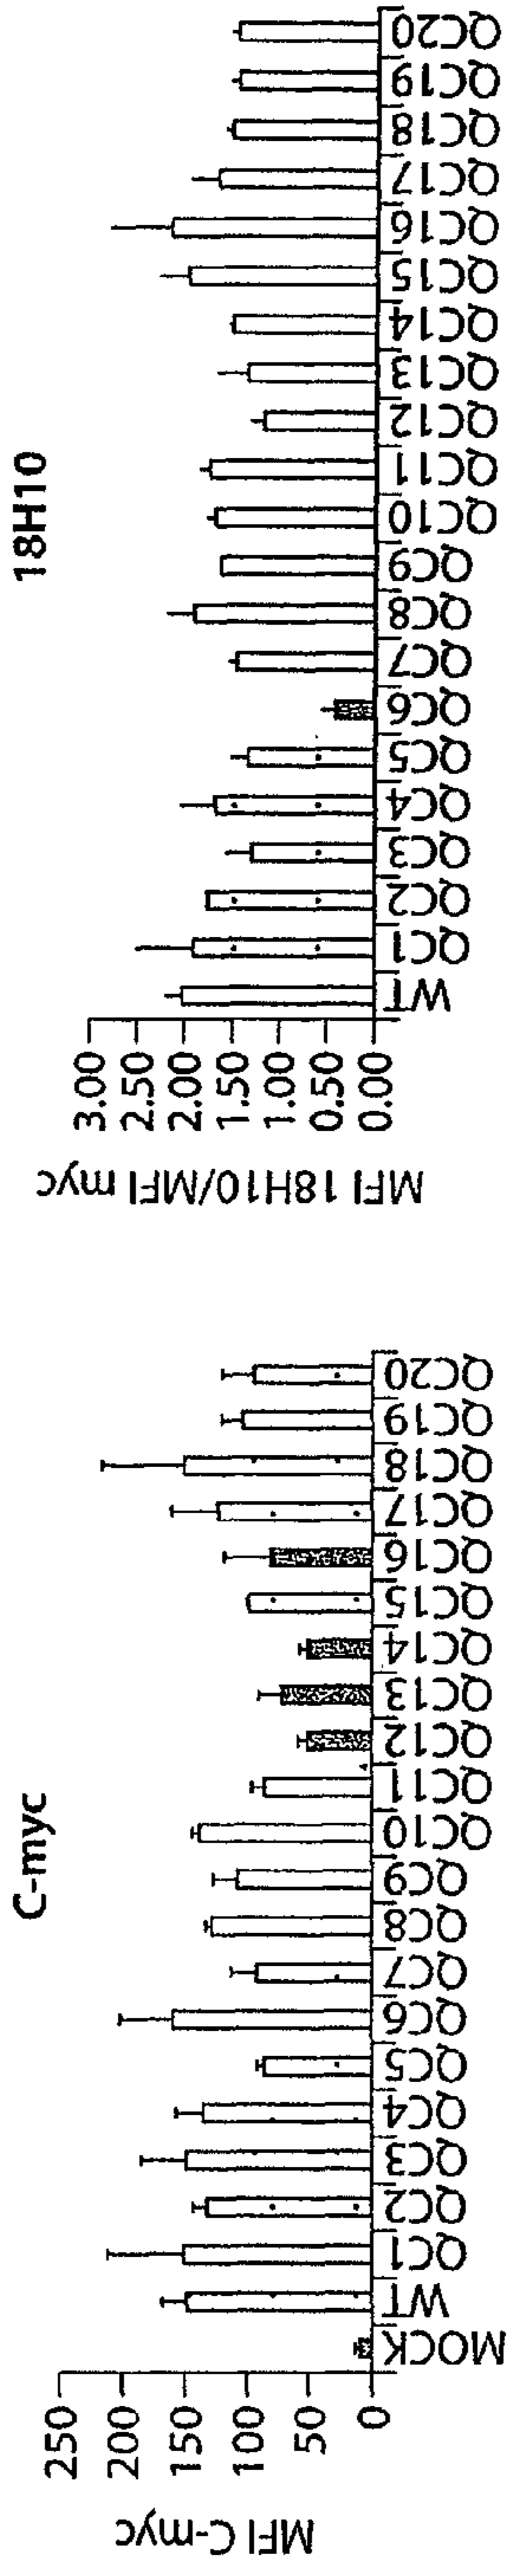 C-myc
MFI C-myc
250
200
150
100
50
0
MOCK
WT
QC1
QC2
QC3
QC4
QC5
QC6
QC7
QC8
QC9
QC10
QC11
QC12
QC13
QC14
QC15
QC16
QC17
QC18
QC19
QC20
18H10
MFI 18H10/MFI myc
3.00
2.50
2.00
1.50
1.00
0.50
0.00
WT
QC1
QC2
QC3
QC4
QC5
QC6
QC7
QC8
QC9
QC10
QC11
QC12
QC13
QC14
QC15
QC16
QC17
QC18
QC19
QC20